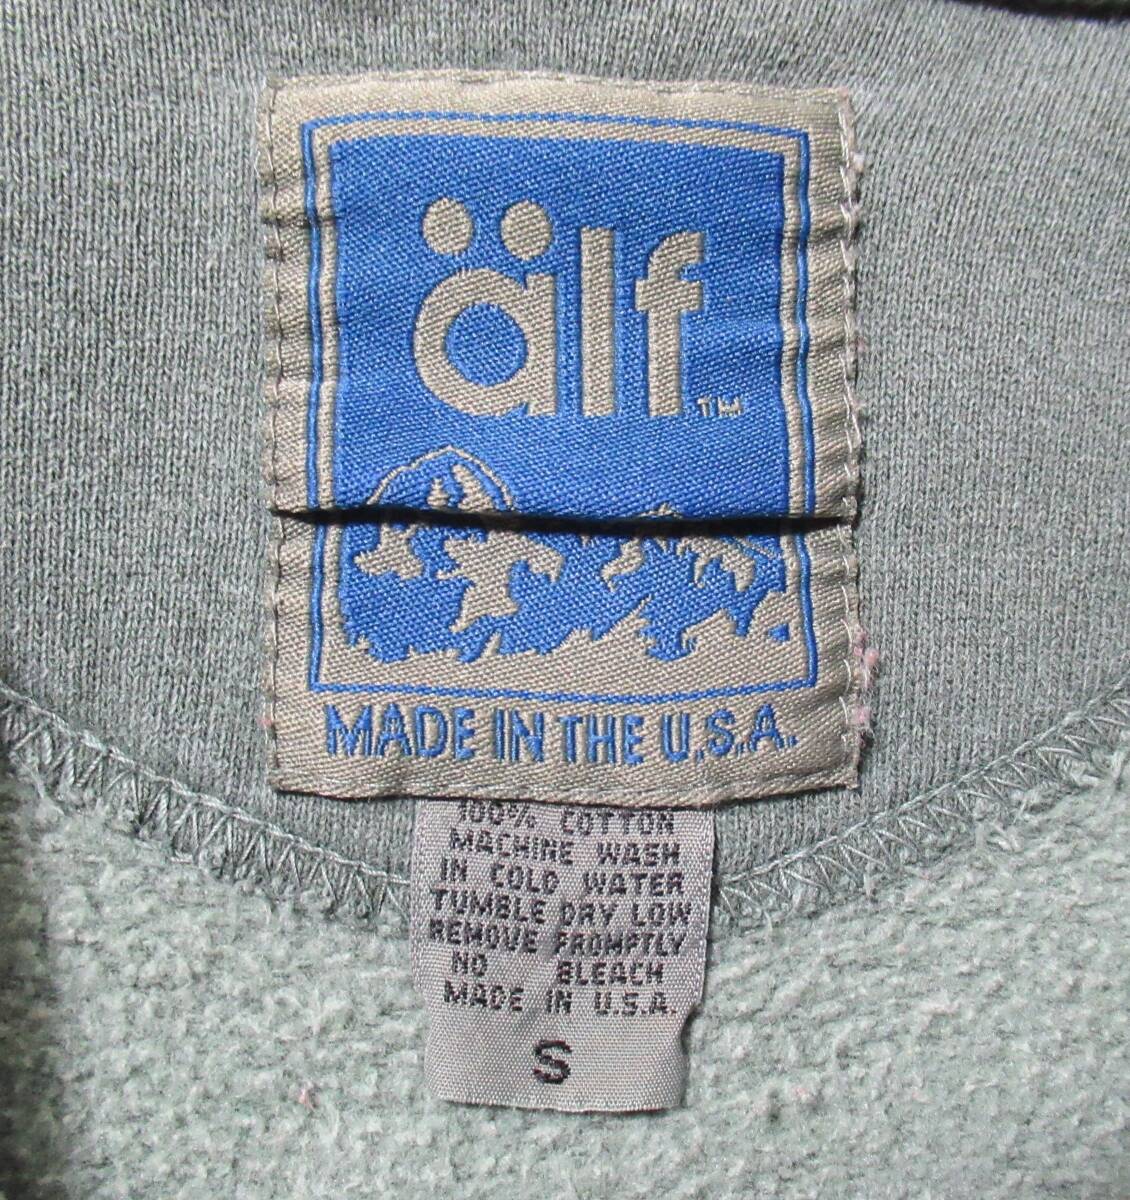 älf™
MADE IN THE U.S.A.
100% COTTON
MACHINE WASH
IN COLD WATER
TUMBLE DRY LOW
REMOVE PROMPTLY
NO BLEACH
MADE IN U.S.A.
S